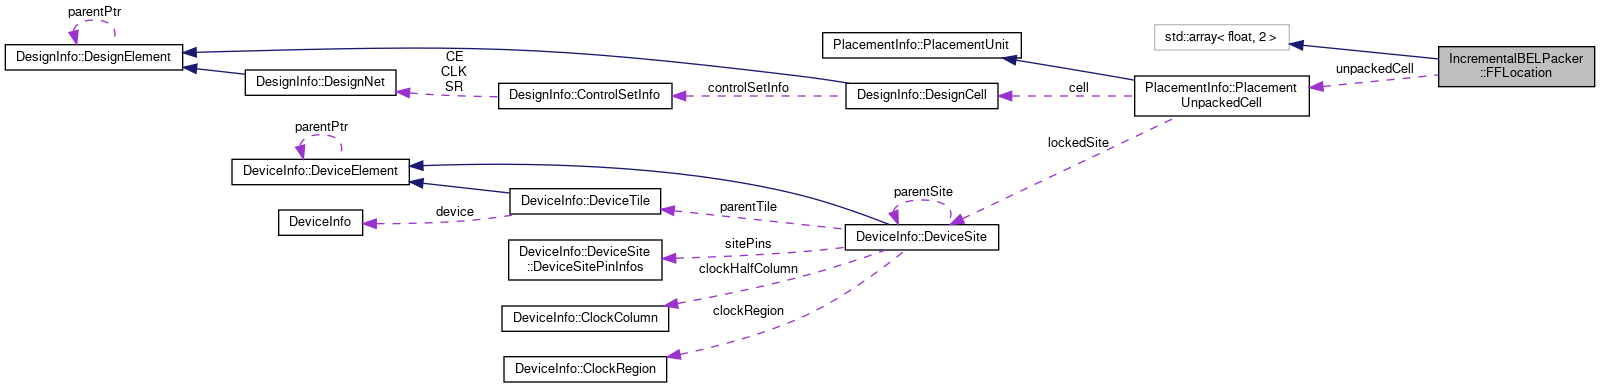 parentPtr
DesignInfo::DesignElement
CE
CLK
SR
DesignInfo::DesignNet
DesignInfo::ControlSetInfo
controlSetInfo
DesignInfo::DesignCell
cell
PlacementInfo::PlacementUnit
PlacementInfo::Placement
UnpackedCell
std::array< float, 2 >
unpackedCell
IncrementalBELPacker
::FFLocation
lockedSite
parentPtr
DeviceInfo::DeviceElement
DeviceInfo::DeviceTile
device
DeviceInfo
parentTile
parentSite
DeviceInfo::DeviceSite
sitePins
DeviceInfo::DeviceSite
::DeviceSitePinInfos
clockHalfColumn
DeviceInfo::ClockColumn
clockRegion
DeviceInfo::ClockRegion